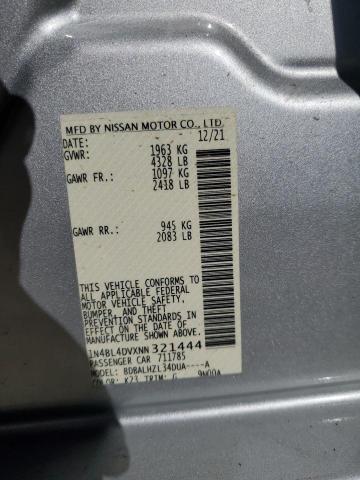 MFD BY NISSAN MOTOR CO., LTD.
DATE: 12/21
GVWR: 1963 KG
4328 LB
GAWR FR.: 1097 KG
2418 LB
GAWR RR.: 945 KG
2083 LB
THIS VEHICLE CONFORMS TO
ALL APPLICABLE FEDERAL
MOTOR VEHICLE SAFETY,
BUMPER, AND THEFT
PREVENTION STANDARDS IN
EFFECT ON THE DATE OF
MANUFACTURE SHOWN ABOVE.
1N4BL4DVXNN 321444
PASSENGER CAR 711785
MODEL: BDBALHZL34DUA----A
COLOR: K23 TRIM: G